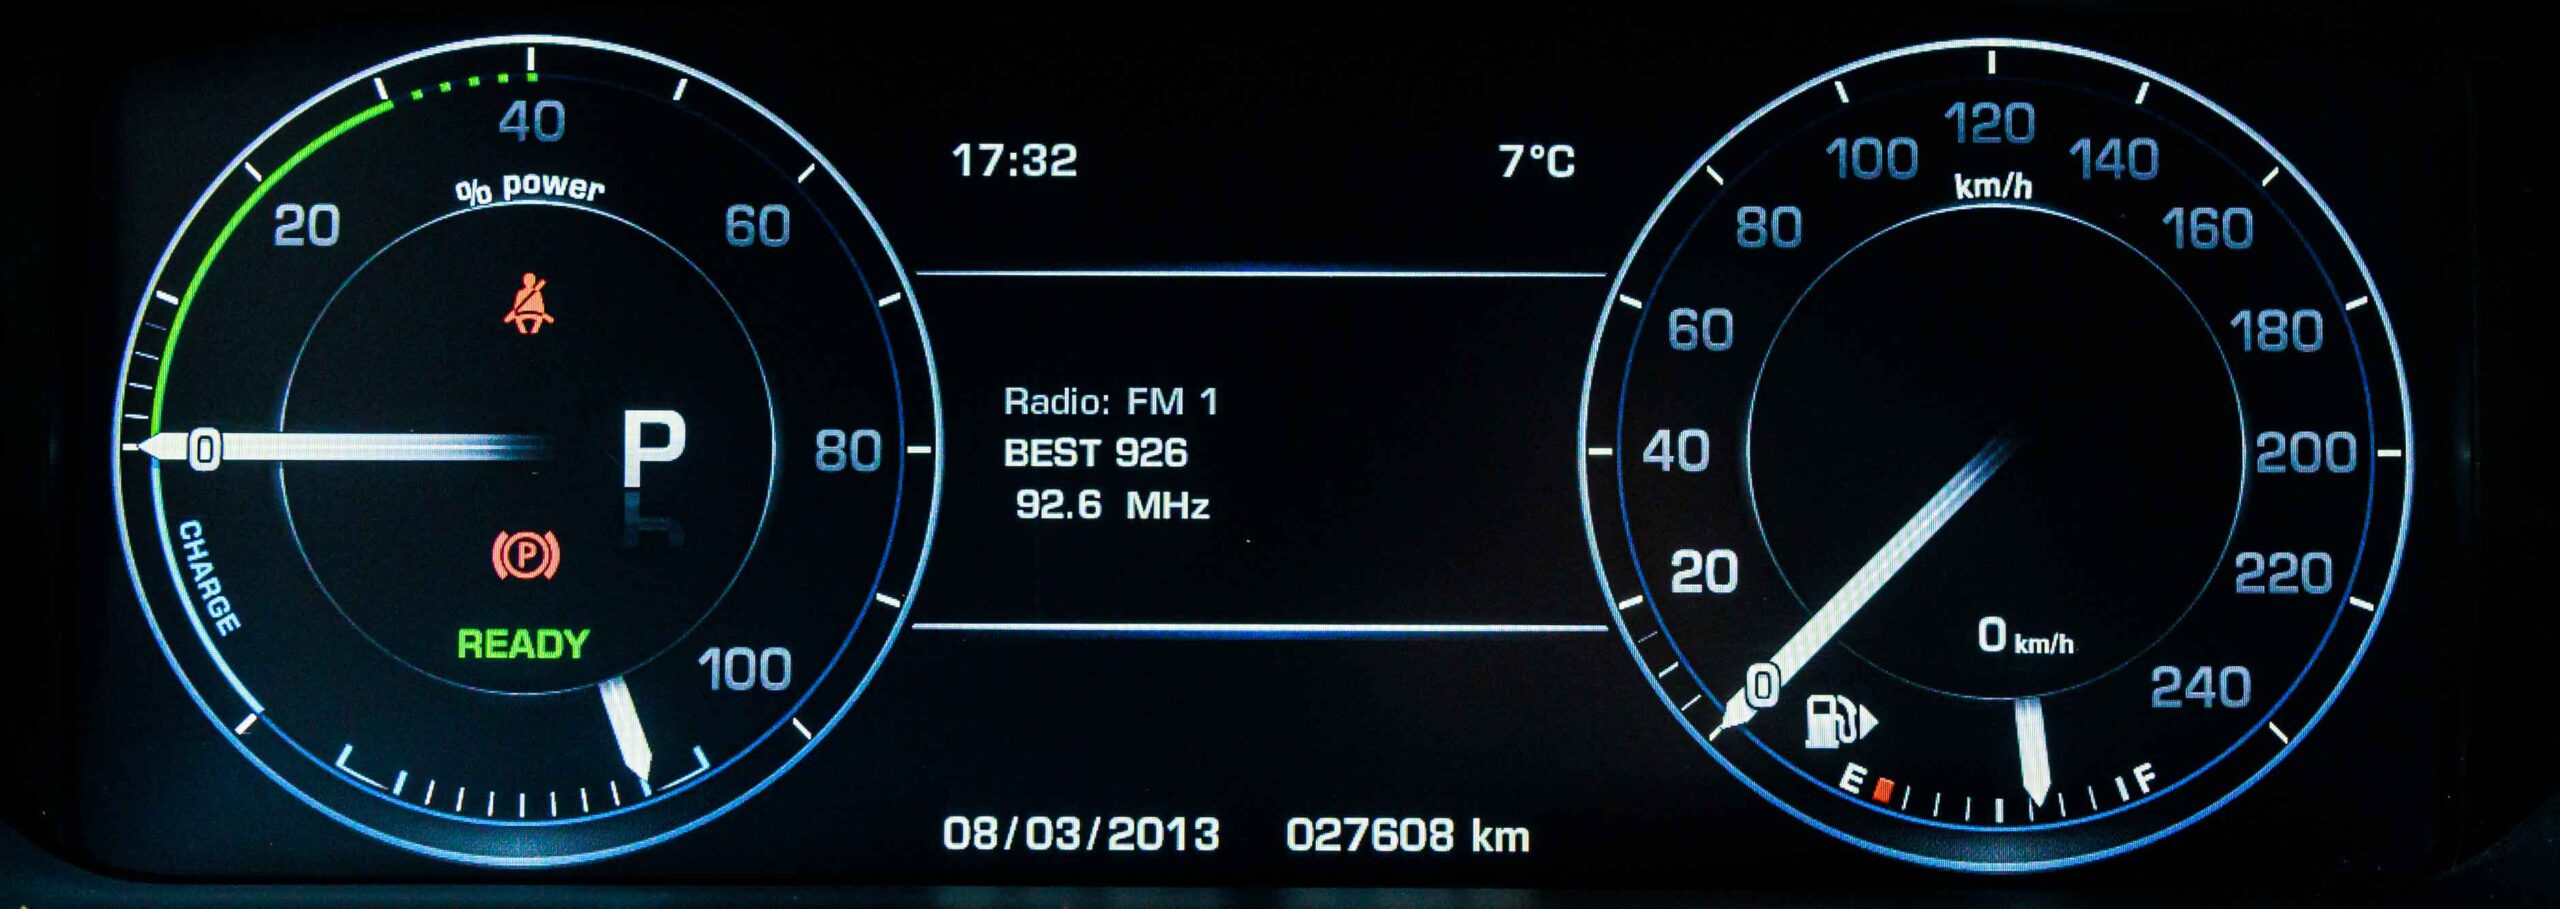 40
% power
20
60
0
P
80
CHARGE
P
READY
100
17:32
7°C
Radio: FM 1
BEST 926
92.6 MHz
08/03/2013
027608 km
120
100
140
km/h
80
160
60
180
40
200
20
220
0 km/h
0
240
E
F